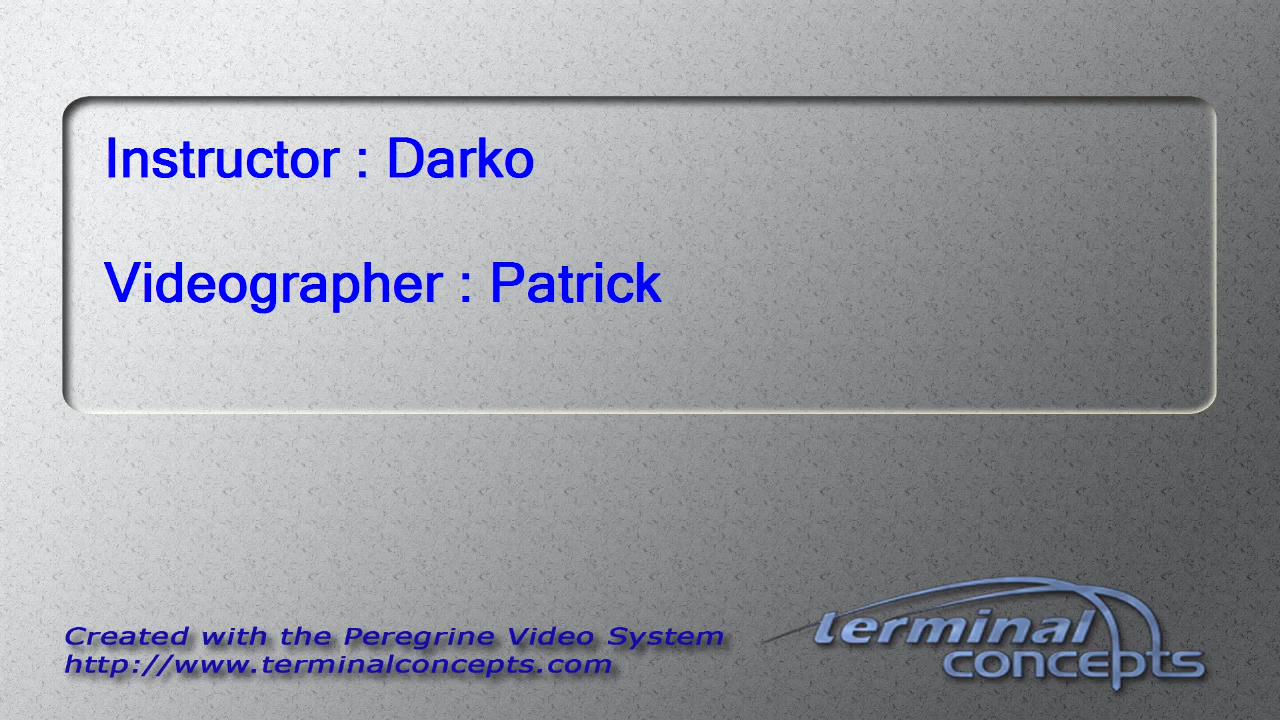 Instructor : Darko
Videographer : Patrick
Created with the Peregrine Video System
http://www.terminalconcepts.com
terminal
concepts